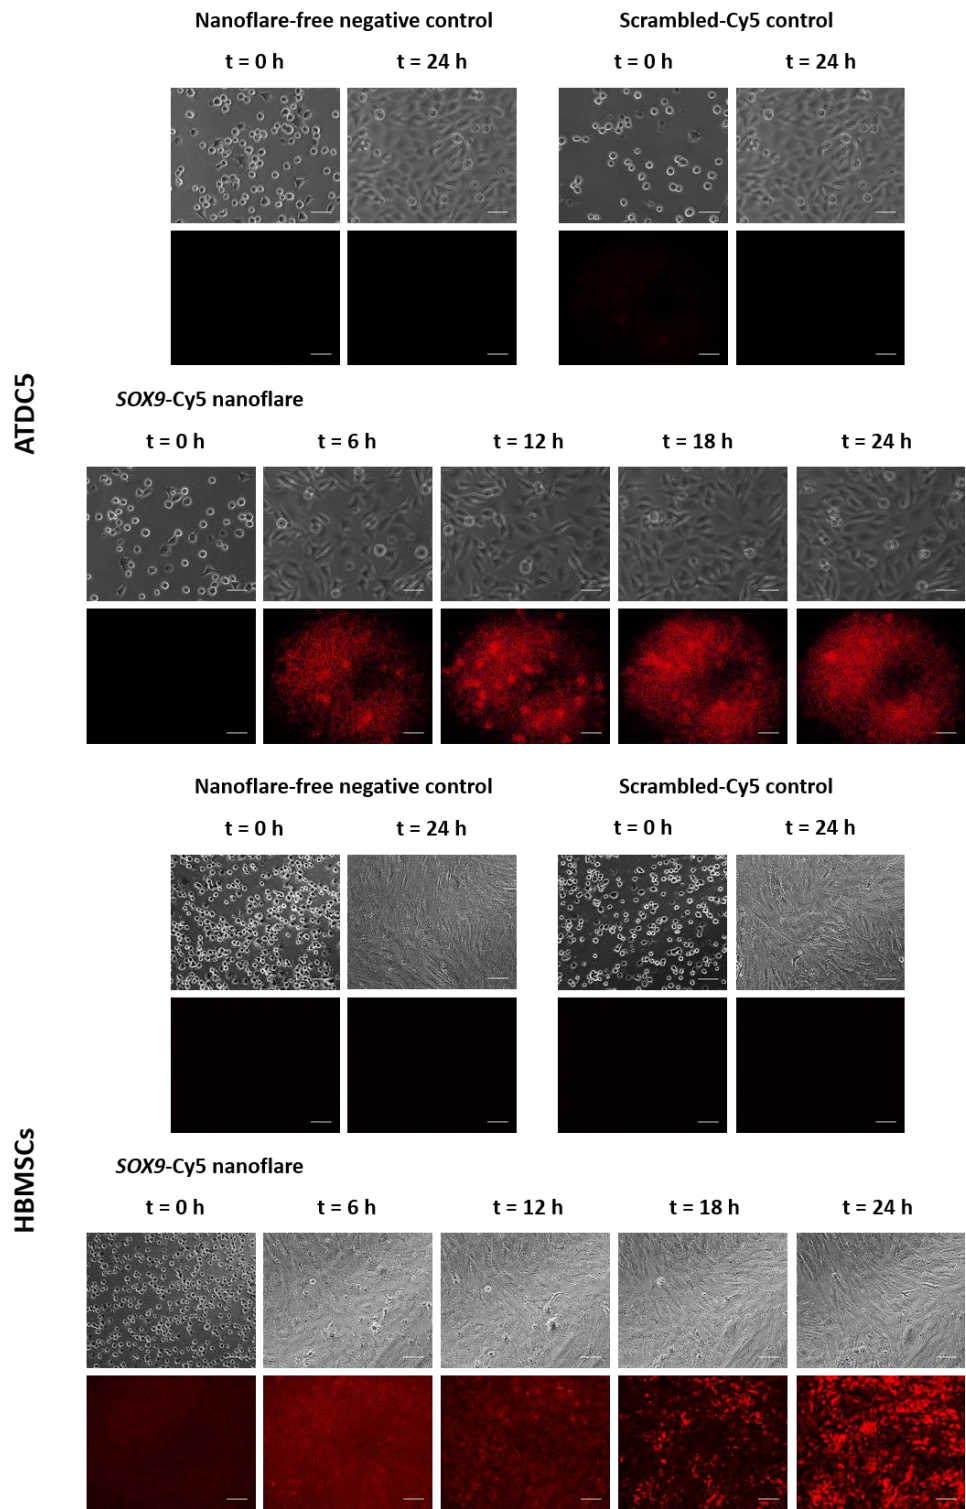 Nanoflare-free negative control Scrambled-Cy5 control
t = 0 h t = 24 h t = 0 h t = 24 h
ATDC5
SOX9-Cy5 nanoflare
t = 0 h t = 6 h t = 12 h t = 18 h t = 24 h
Nanoflare-free negative control Scrambled-Cy5 control
t = 0 h t = 24 h t = 0 h t = 24 h
HBMSCs
SOX9-Cy5 nanoflare
t = 0 h t = 6 h t = 12 h t = 18 h t = 24 h